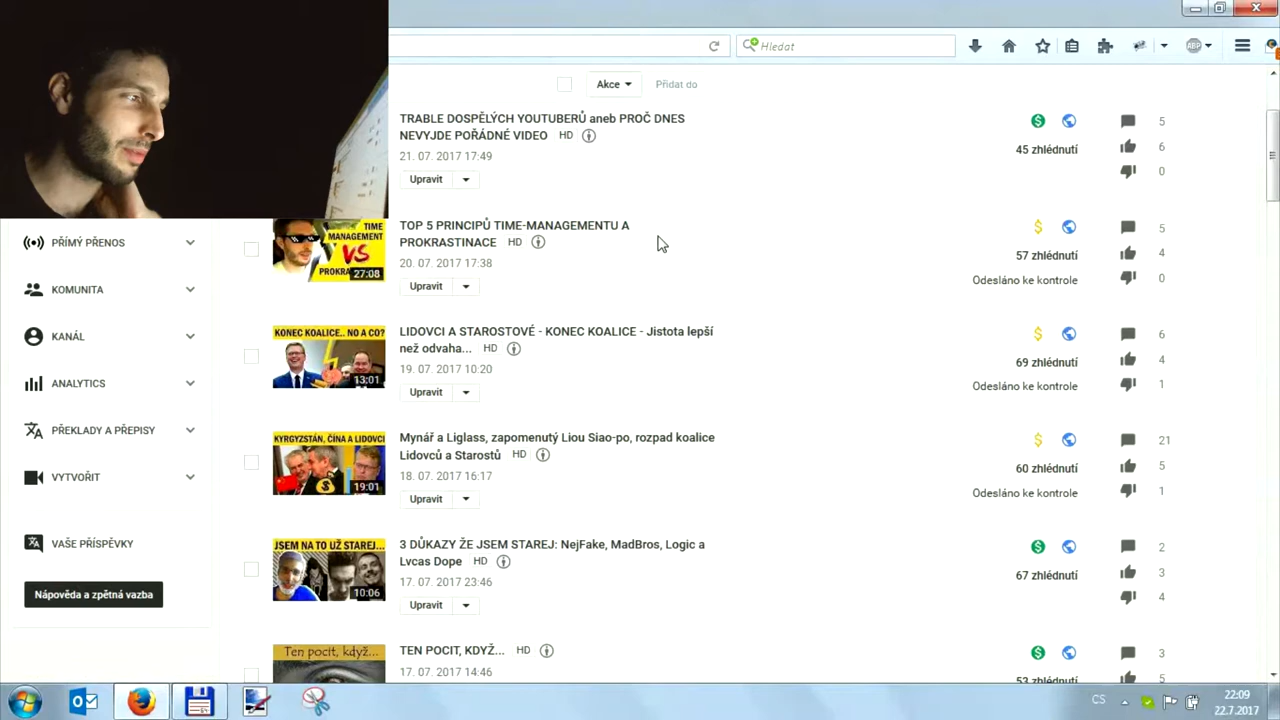 Hledat
Akce
Přidat do
TRABLE DOSPĚLÝCH YOUTUBERŮ aneb PROČ DNES
NEVYJDE POŘÁDNÉ VIDEO HD
21. 07. 2017 17:49
Upravit
45 zhlédnutí
5
6
0
PŘÍMÝ PŘENOS
KOMUNITA
KANÁL
ANALYTICS
PŘEKLADY A PŘEPISY
VYTVOŘIT
VAŠE PŘÍSPĚVKY
Nápověda a zpětná vazba
TIME
MANAGEMENT
VS
PROKRAS
27:08
TOP 5 PRINCIPŮ TIME-MANAGEMENTU A
PROKRASTINACE HD
20. 07. 2017 17:38
Upravit
57 zhlédnutí
Odesláno ke kontrole
5
4
0
KONEC KOALICE.. NO A CO?
13:01
LIDOVCI A STAROSTOVÉ - KONEC KOALICE - Jistota lepší
než odvaha... HD
19. 07. 2017 10:20
Upravit
69 zhlédnutí
Odesláno ke kontrole
6
4
1
KYRGYZSTÁN, ČÍNA A LIDOVCI
19:01
Mynář a Liglass, zapomenutý Liou Siao-po, rozpad koalice
Lidovců a Starostů HD
18. 07. 2017 16:17
Upravit
60 zhlédnutí
Odesláno ke kontrole
21
5
1
JSEM NA TO UŽ STAREJ...
10:06
3 DŮKAZY ŽE JSEM STAREJ: NejFake, MadBros, Logic a
Lvcas Dope HD
17. 07. 2017 23:46
Upravit
67 zhlédnutí
2
3
4
Ten pocit, když...
TEN POCIT, KDYŽ... HD
17. 07. 2017 14:46
53 zhlédnutí
3
5
CS
22:09
22.7.2017